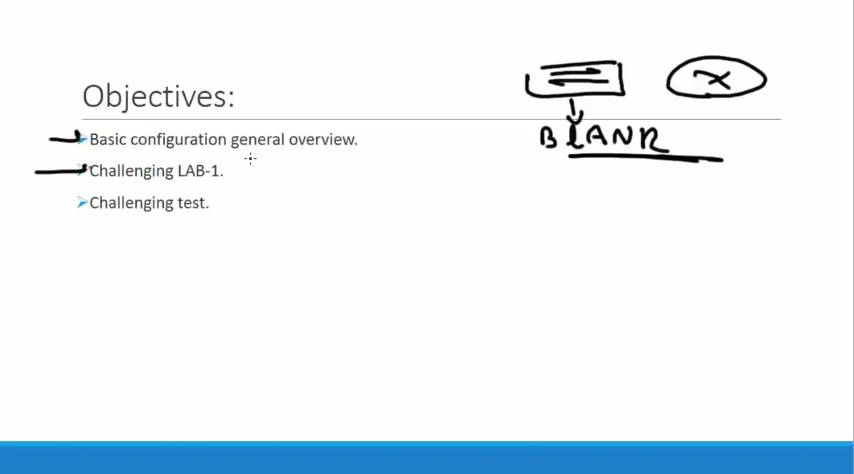 Objectives:
BlANK
Basic configuration general overview.
Challenging LAB-1.
Challenging test.